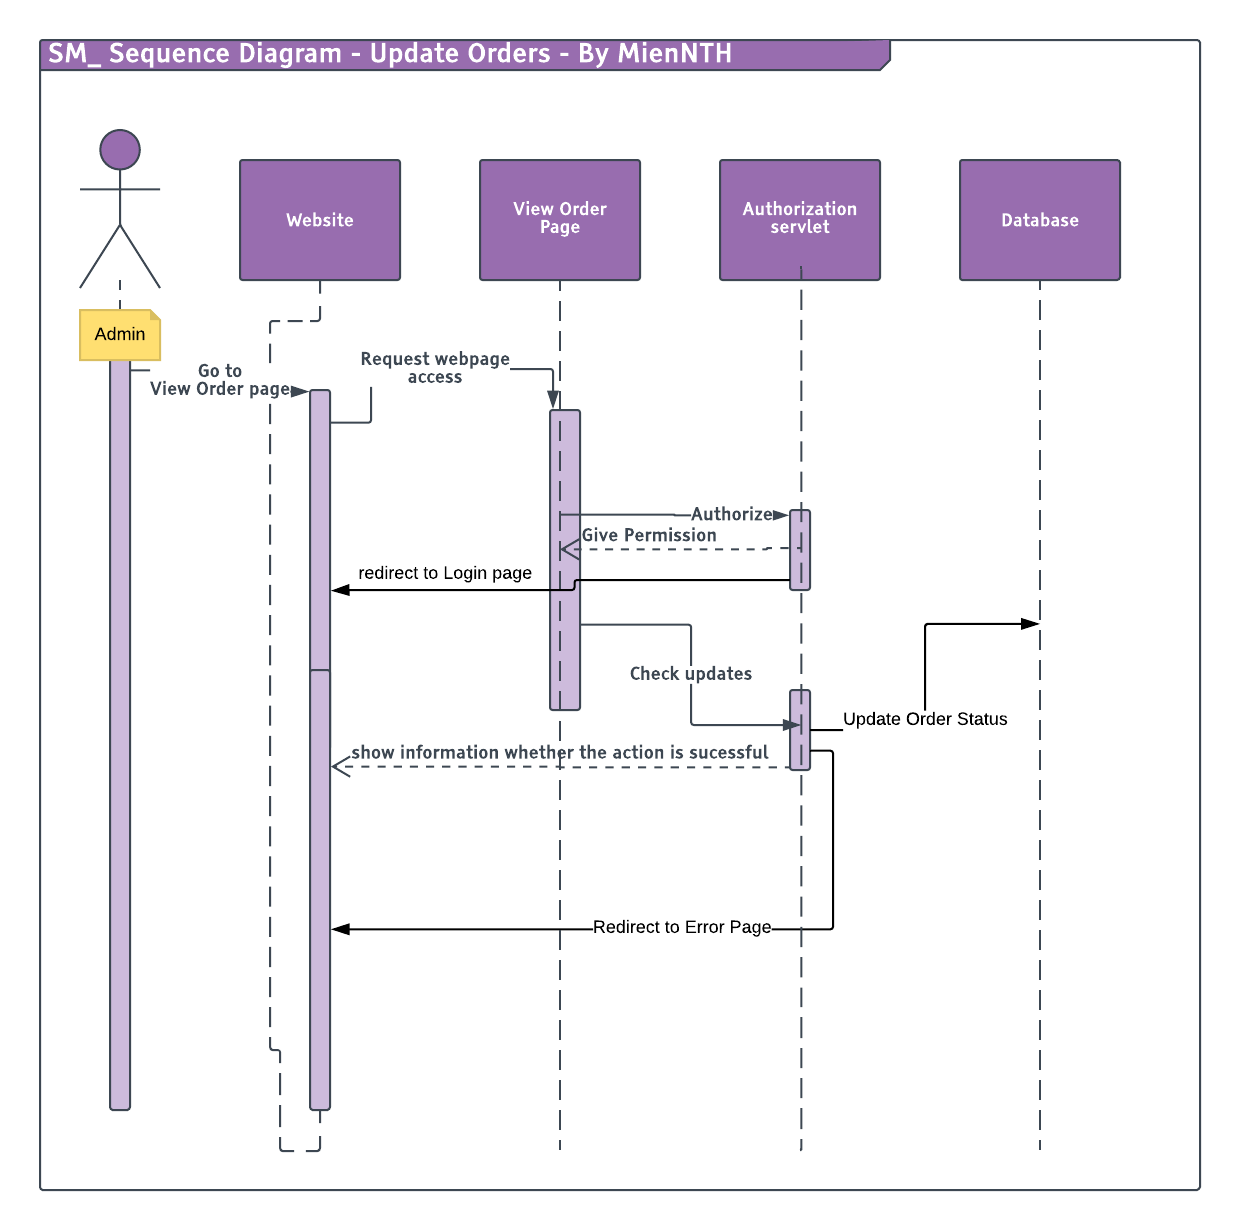 SM_ Sequence Diagram - Update Orders - By MienNTH
Website
View Order
Page
Authorization
servlet
Database
Admin
Go to
View Order page
Request webpage
access
Authorize
Give Permission
redirect to Login page
Check updates
Update Order Status
show information whether the action is sucessful
Redirect to Error Page